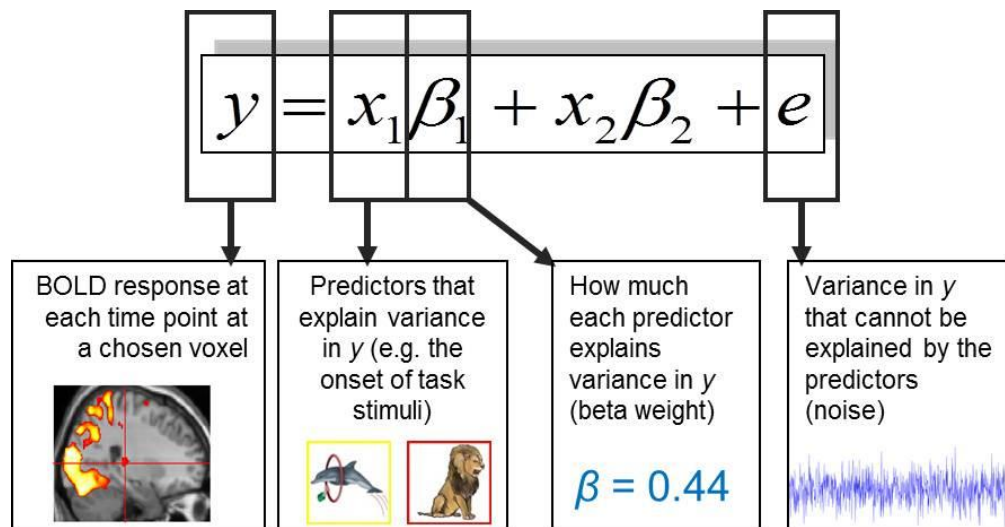 y = x₁β₁ + x₂β₂ + e
BOLD response at
each time point at
a chosen voxel
Predictors that
explain variance
in y (e.g. the
onset of task
stimuli)
How much
each predictor
explains
variance in y
(beta weight)
β = 0.44
Variance in y
that cannot be
explained by the
predictors
(noise)